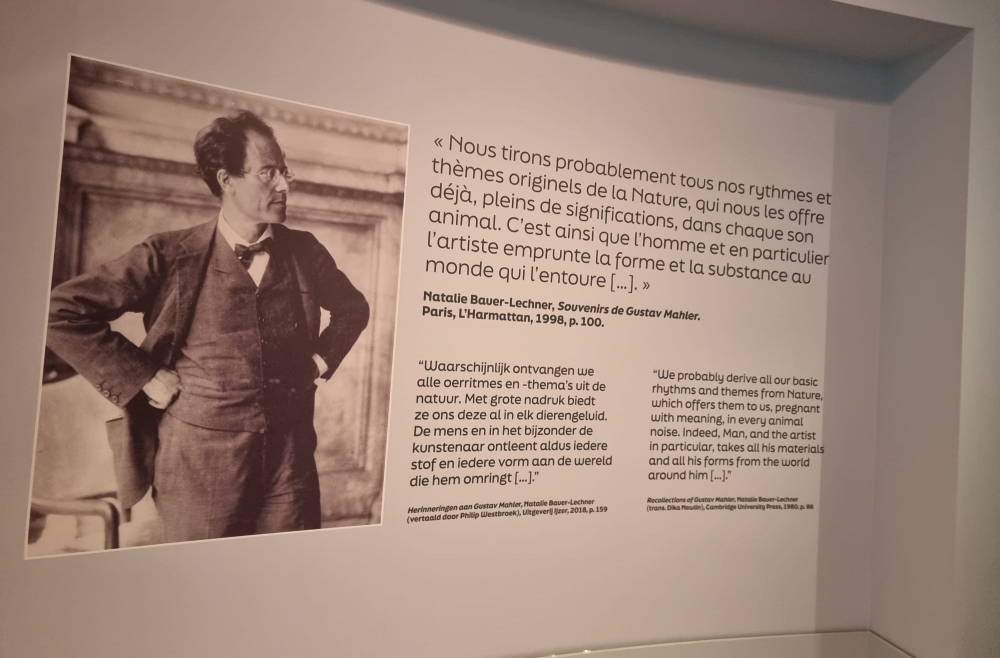 « Nous tirons probablement tous nos rythmes et
thèmes originels de la Nature, qui nous les offre
déjà, pleins de significations, dans chaque son
animal. C'est ainsi que l'homme et en particulier
l'artiste emprunte la forme et la substance au
monde qui l'entoure [...]. »
Natalie Bauer-Lechner, Souvenirs de Gustav Mahler.
Paris, L'Harmattan, 1998, p. 100.
“Waarschijnlijk ontvangen we
alle oerritmes en -thema's uit de
natuur. Met grote nadruk biedt
ze ons deze al in elk dierengeluid.
De mens en in het bijzonder de
kunstenaar ontleent aldus iedere
stof en iedere vorm aan de wereld
die hem omringt [...].”
Herinneringen aan Gustav Mahler, Natalie Bauer-Lechner
(vertaald door Philip Westbroek), Uitgeverij Ijzer, 2018, p. 159
“We probably derive all our basic
rhythms and themes from Nature,
which offers them to us, pregnant
with meaning, in every animal
noise. Indeed, Man, and the artist
in particular, takes all his materials
and all his forms from the world
around him [...].”
Recollections of Gustav Mahler, Natalie Bauer-Lechner
(trans. Dika Newlin), Cambridge University Press, 1980, p. 96